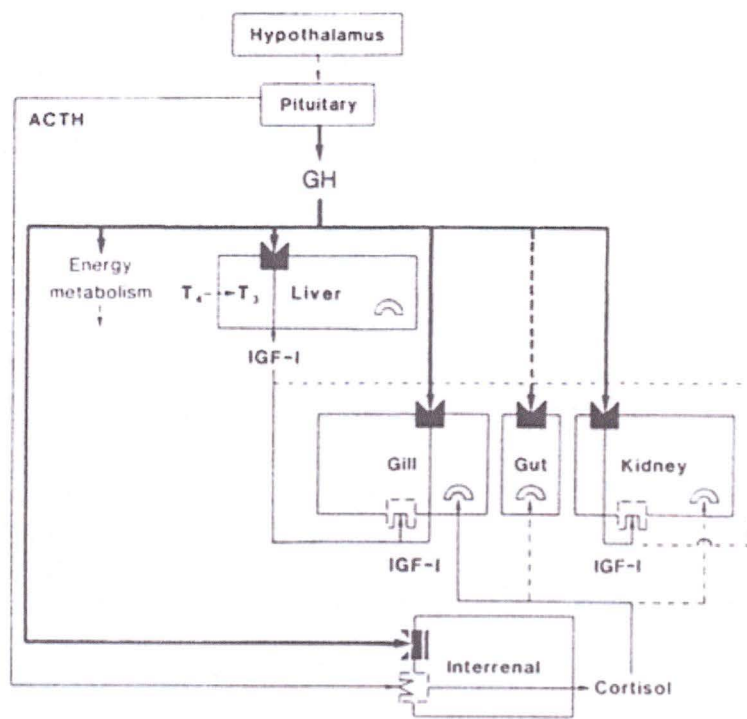 Hypothalamus
Pituitary
ACTH
GH
Energy
metabolism
T₄ T₃ Liver
IGF-I
Gill
Gut
Kidney
IGF-I
IGF-I
Interrenal
Cortisol